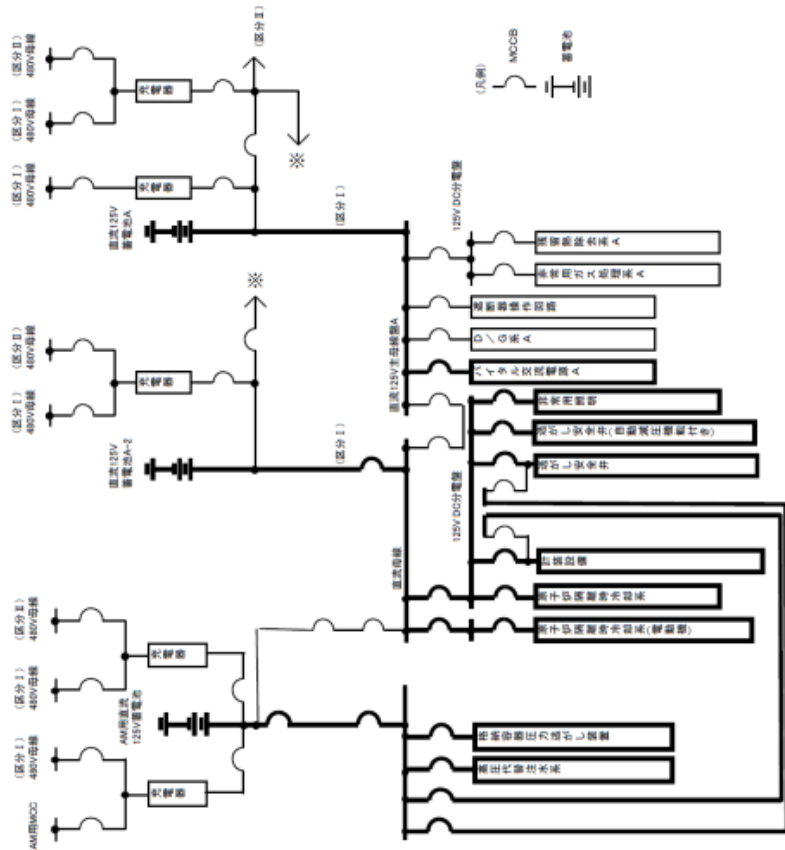 (区分Ⅱ)
480V母線
(区分Ⅰ)
480V母線
(区分Ⅰ)
480V母線
充電器
充電器
(区分Ⅱ)
※
直流125V
蓄電池A
(区分Ⅰ)
(凡例)
MCCB
蓄電池
125V DC分電盤
残留熱除去系 A
非常用ガス処理系 A
遮断器操作回路
D/G系 A
バイタル交流電源 A
直流125V主母線盤A
(区分Ⅱ)
480V母線
(区分Ⅰ)
480V母線
充電器
※
直流125V
蓄電池A-2
(区分Ⅰ)
非常用照明
逃がし安全弁(自動減圧機能付き)
逃がし安全弁
125V DC分電盤
計装設備
直流母線
原子炉隔離時冷却系
原子炉隔離時冷却系(電動機)
(区分Ⅱ)
480V母線
(区分Ⅰ)
480V母線
充電器
(区分Ⅰ)
480V母線
AM用MCC
充電器
AM用直流
125V蓄電池
格納容器圧力逃がし装置
高圧代替注水系